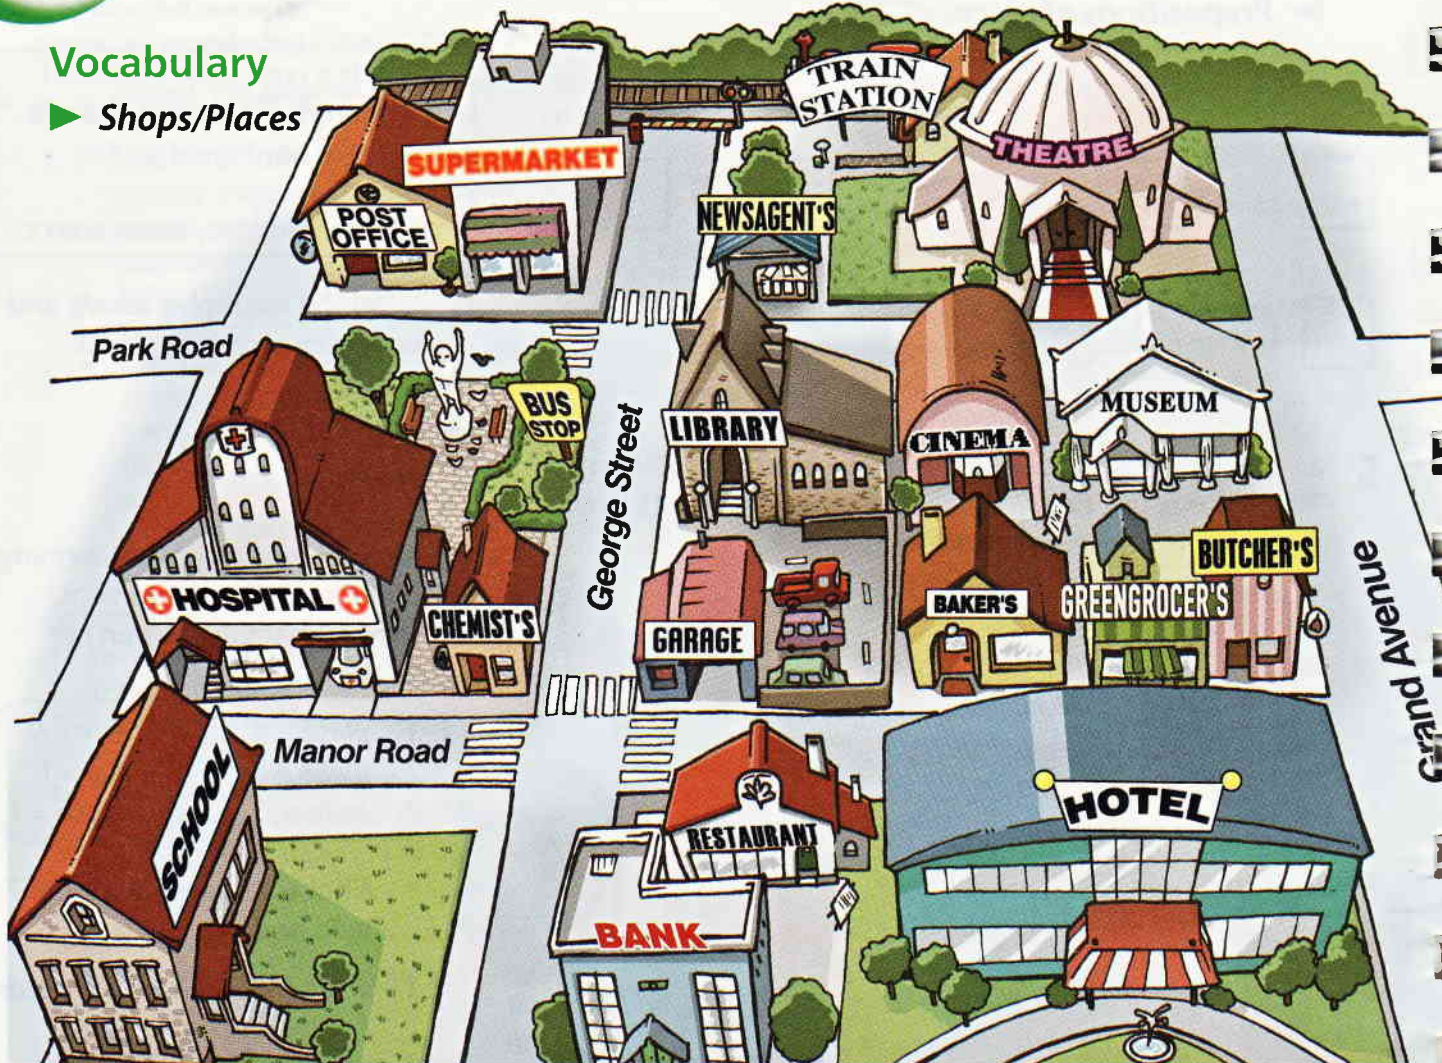 Vocabulary
▶ Shops/Places
TRAIN
STATION
THEATRE
SUPERMARKET
POST
OFFICE
NEWSAGENT'S
Park Road
BUS
STOP
LIBRARY
CINEMA
MUSEUM
George Street
HOSPITAL
CHEMIST'S
GARAGE
BAKER'S
GREENGROCER'S
BUTCHER'S
Grand Avenue
Manor Road
SCHOOL
RESTAURANT
HOTEL
BANK